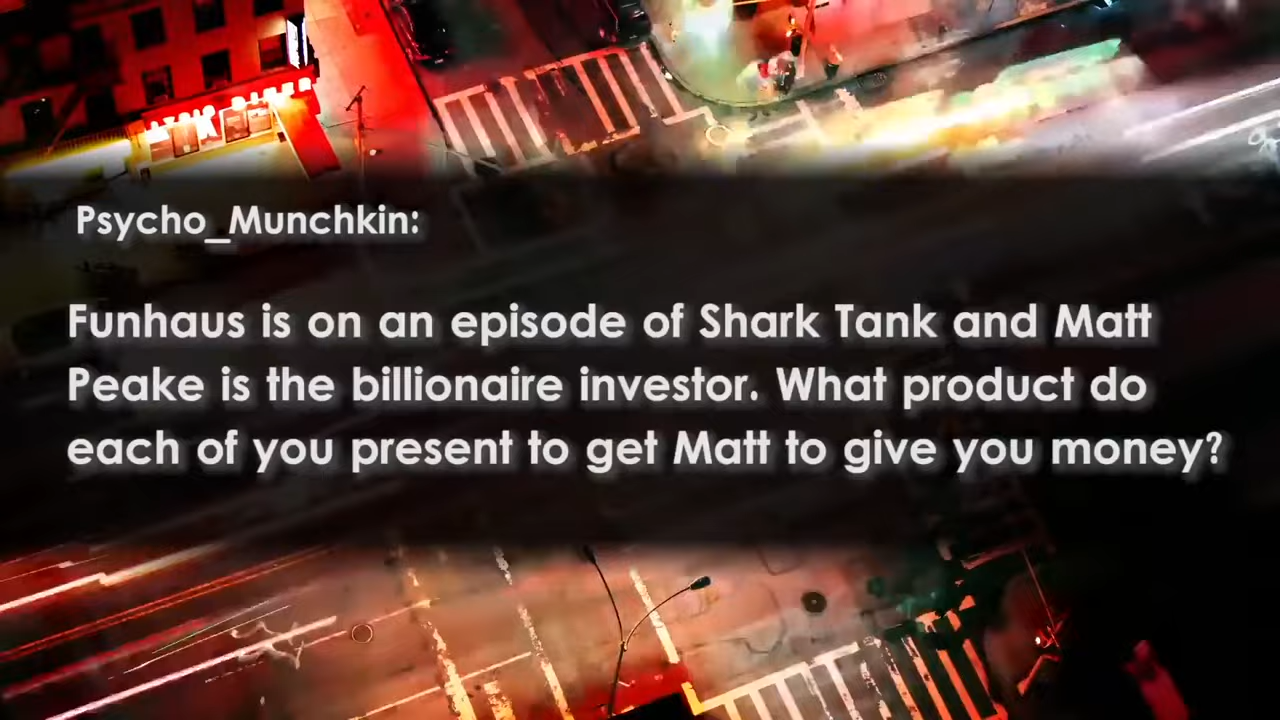 Psycho_Munchkin:
Funhaus is on an episode of Shark Tank and Matt
Peake is the billionaire investor. What product do
each of you present to get Matt to give you money?